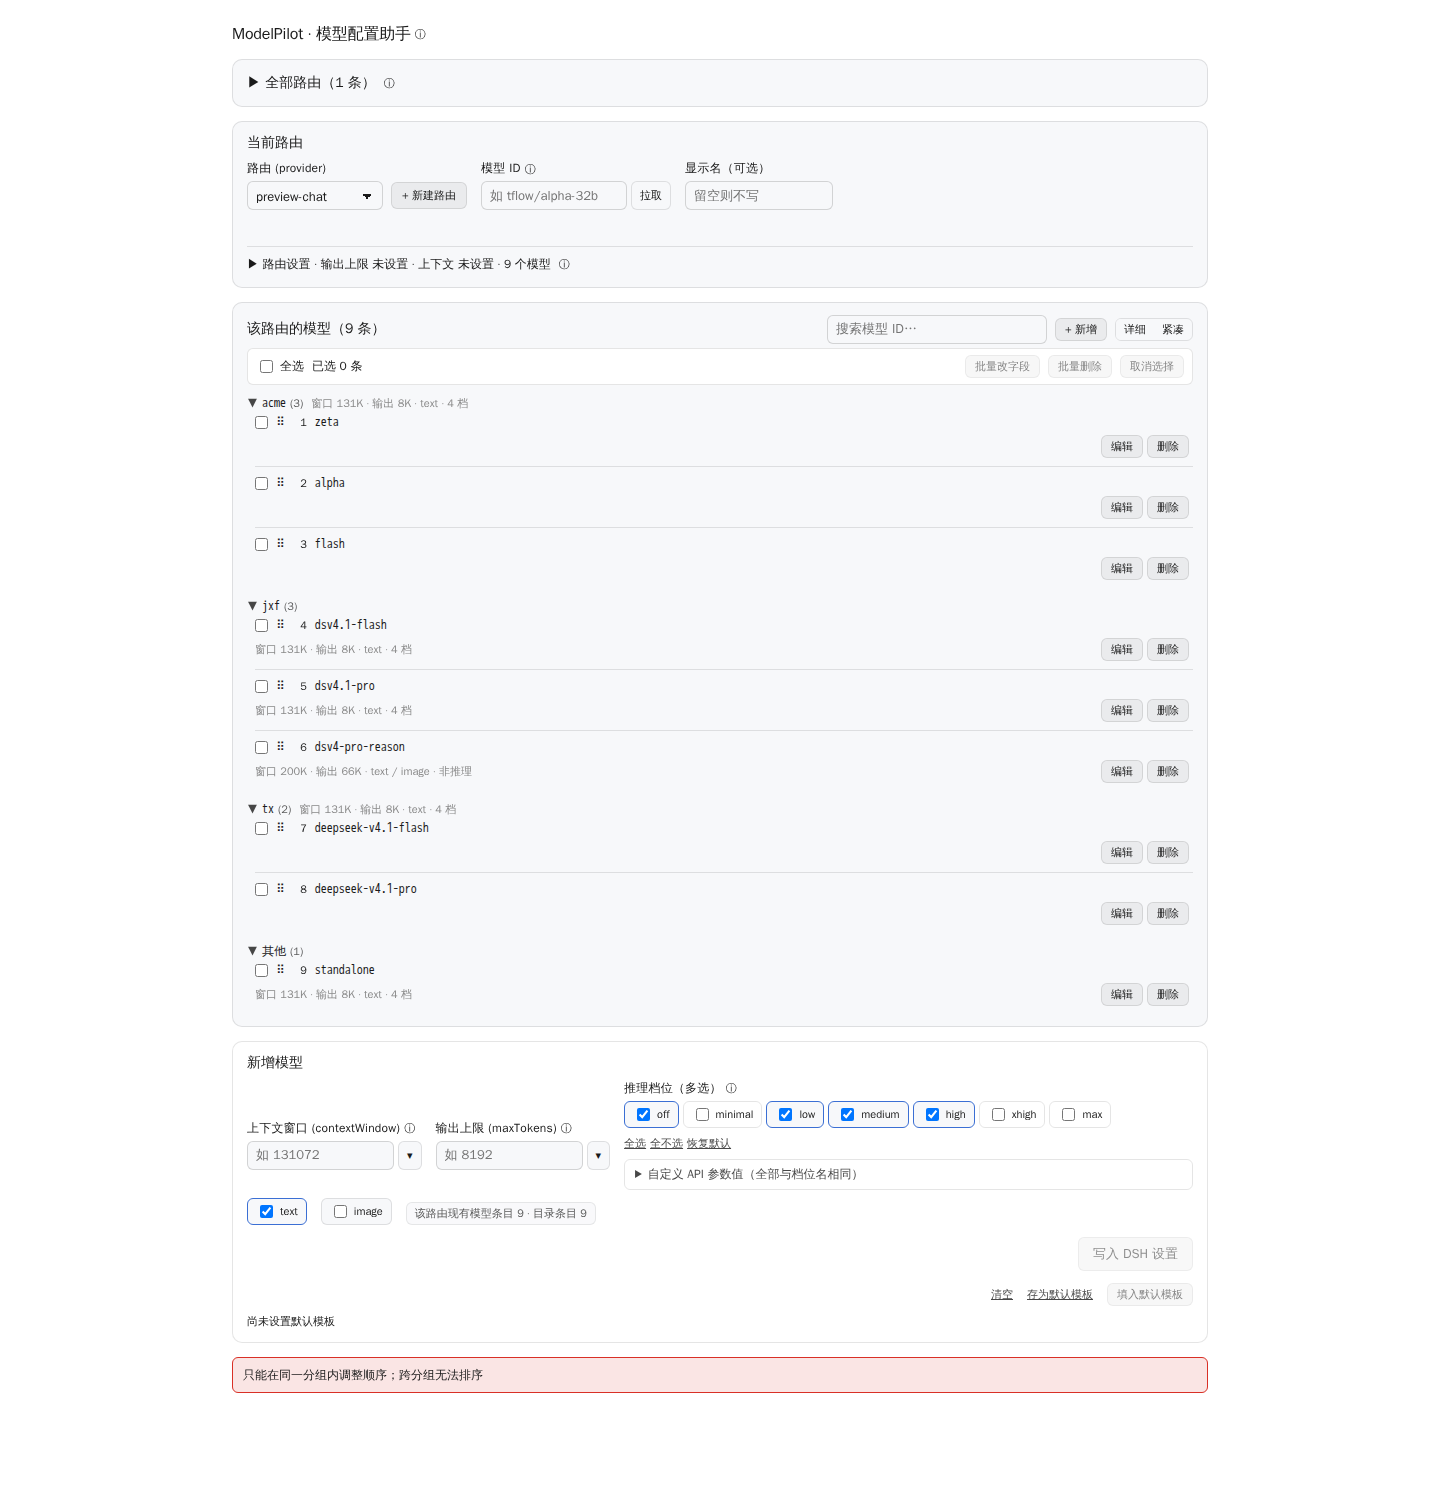 ModelPilot · 模型配置助手 ⓘ
▶ 全部路由（1 条） ⓘ
当前路由
路由 (provider) 模型 ID ⓘ 显示名（可选）
preview-chat + 新建路由 如 tflow/alpha-32b 拉取 留空则不写
▶ 路由设置 · 输出上限 未设置 · 上下文 未设置 · 9 个模型 ⓘ
该路由的模型（9 条） 搜索模型 ID… + 新增 详细 紧凑
全选 已选 0 条 批量改字段 批量删除 取消选择
▼ acme (3) 窗口 131K · 输出 8K · text · 4 档
⠿ 1 zeta
编辑 删除
⠿ 2 alpha
编辑 删除
⠿ 3 flash
编辑 删除
▼ jxf (3)
⠿ 4 dsv4.1-flash
窗口 131K · 输出 8K · text · 4 档 编辑 删除
⠿ 5 dsv4.1-pro
窗口 131K · 输出 8K · text · 4 档 编辑 删除
⠿ 6 dsv4-pro-reason
窗口 200K · 输出 66K · text / image · 非推理 编辑 删除
▼ tx (2) 窗口 131K · 输出 8K · text · 4 档
⠿ 7 deepseek-v4.1-flash
编辑 删除
⠿ 8 deepseek-v4.1-pro
编辑 删除
▼ 其他 (1)
⠿ 9 standalone
窗口 131K · 输出 8K · text · 4 档 编辑 删除
新增模型
推理档位（多选） ⓘ
off minimal low medium high xhigh max
上下文窗口 (contextWindow) ⓘ 输出上限 (maxTokens) ⓘ
全选 全不选 恢复默认
如 131072 ▾ 如 8192 ▾
▶ 自定义 API 参数值（全部与档位名相同）
text image 该路由现有模型条目 9 · 目录条目 9
写入 DSH 设置
清空 存为默认模板 填入默认模板
尚未设置默认模板
只能在同一分组内调整顺序；跨分组无法排序